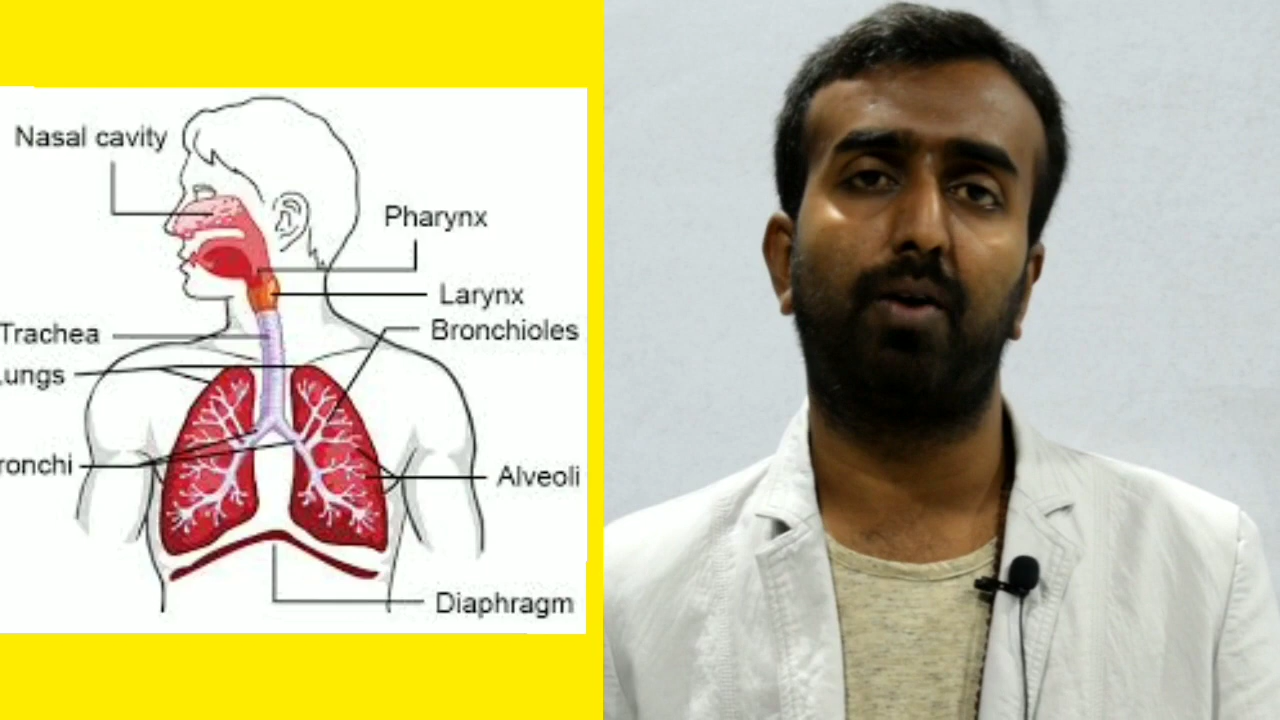 Nasal cavity
Pharynx
Larynx
Trachea
Bronchioles
ungs
ronchi
Alveoli
Diaphragm